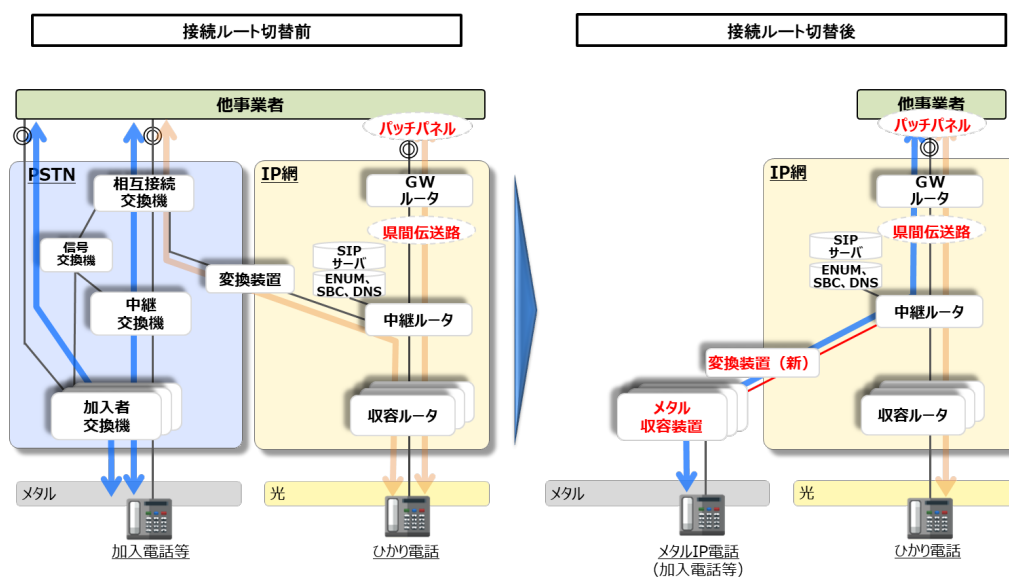 接続ルート切替前
他事業者
パッチパネル
PSTN
IP網
相互接続
交換機
GW
ルータ
信号
交換機
県間伝送路
SIP
サーバ
変換装置
ENUM、
SBC、DNS
中継
交換機
中継ルータ
加入者
交換機
収容ルータ
メタル
光
加入電話等
ひかり電話
接続ルート切替後
他事業者
パッチパネル
IP網
GW
ルータ
県間伝送路
SIP
サーバ
ENUM、
SBC、DNS
中継ルータ
変換装置（新）
メタル
収容装置
収容ルータ
メタル
光
メタルIP電話
(加入電話等)
ひかり電話